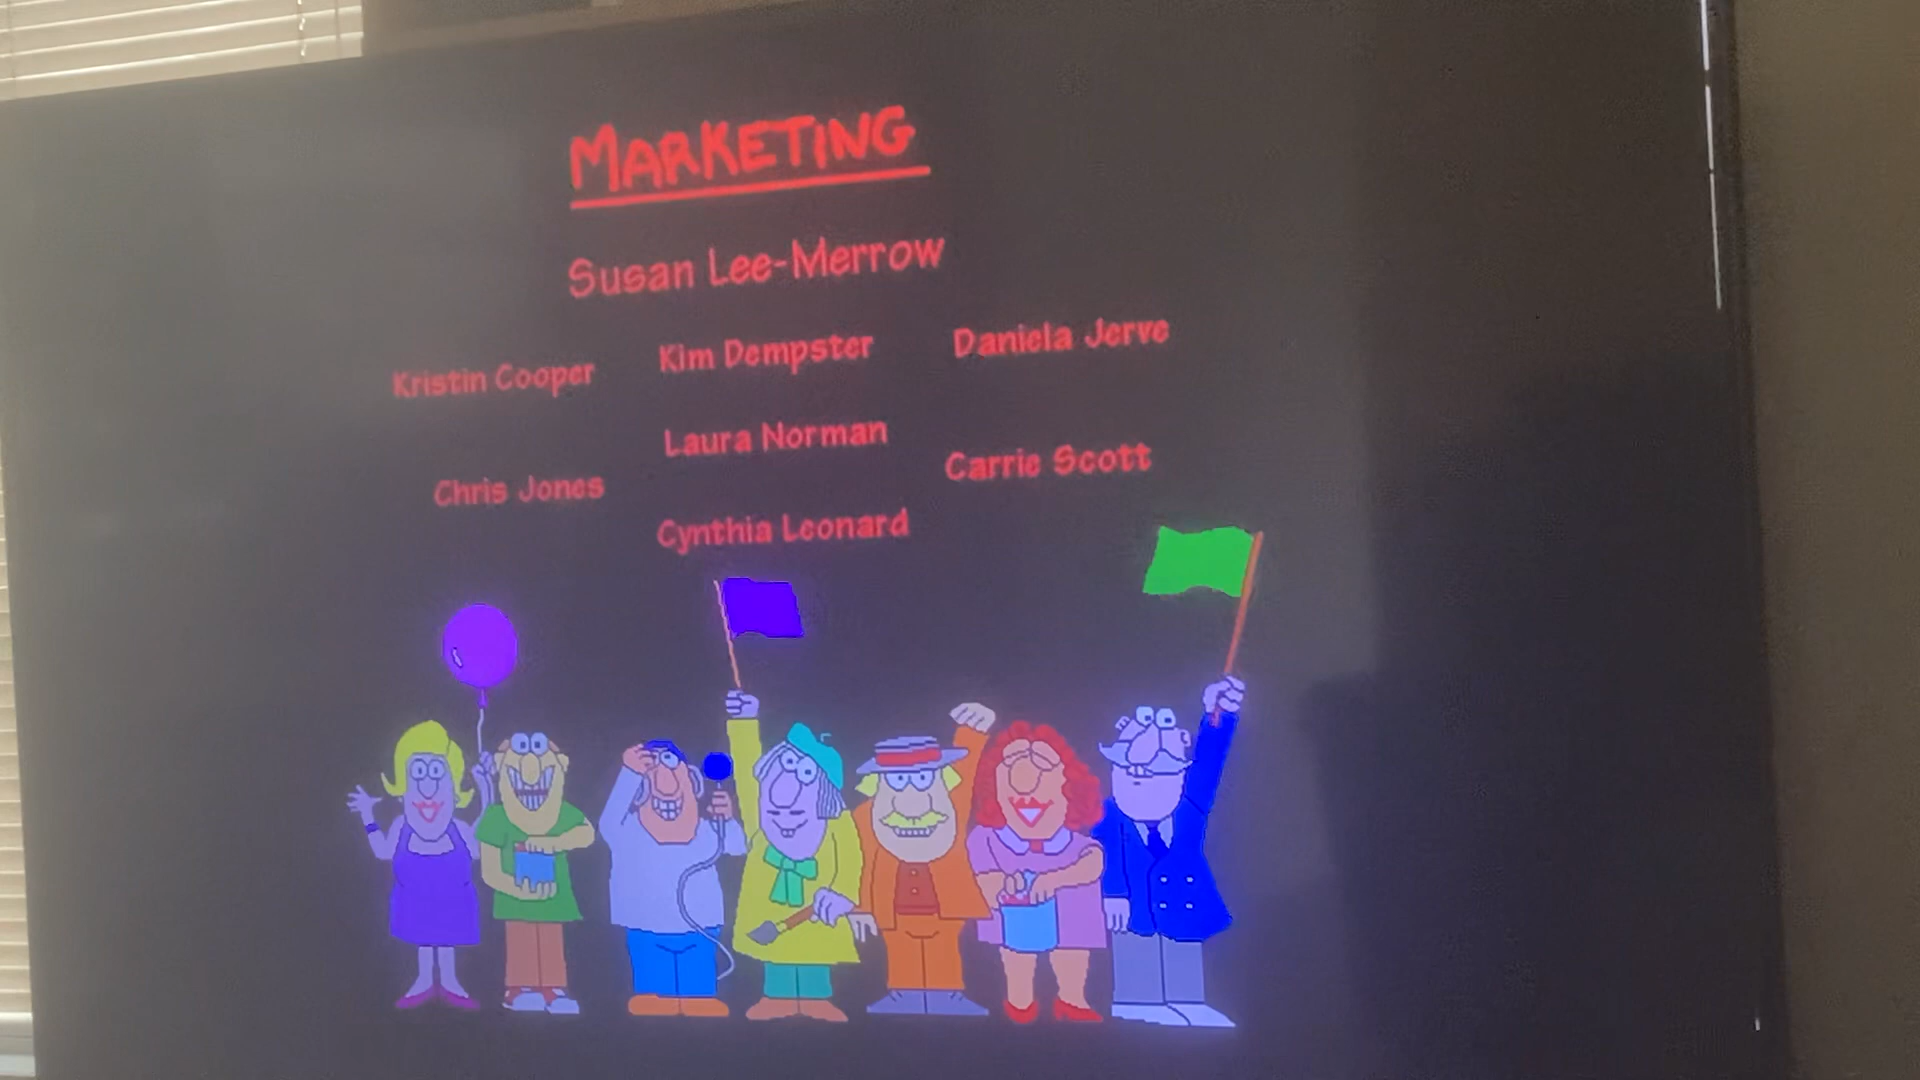 MARKETING
Susan Lee-Merrow
Kristin Cooper Kim Dempster Daniela Jerve
Laura Norman
Chris Jones Carrie Scott
Cynthia Leonard